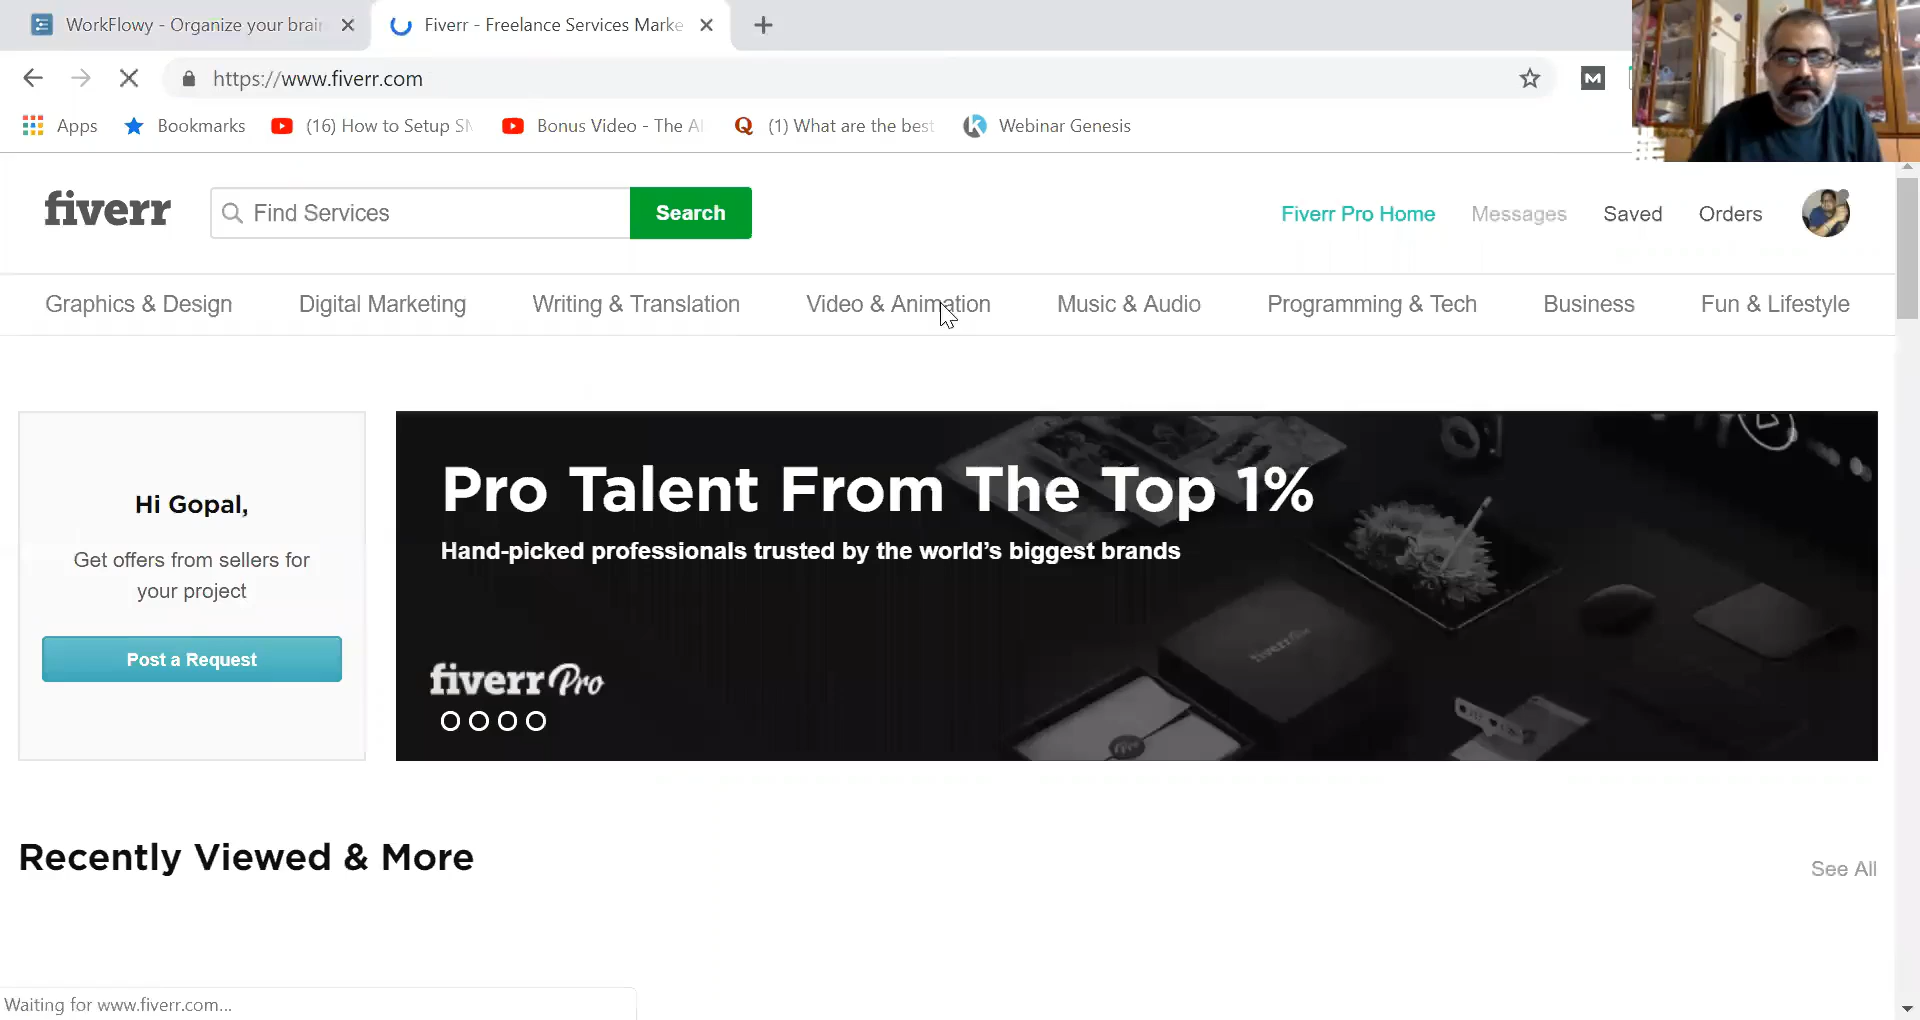 WorkFlowy - Organize your brain
Fiverr - Freelance Services Marke
https://www.fiverr.com
M
Apps
Bookmarks
(16) How to Setup SM
Bonus Video - The Al
Q (1) What are the best
K Webinar Genesis
fiverr
Find Services
Search
Fiverr Pro Home
Messages
Saved
Orders
Graphics & Design
Digital Marketing
Writing & Translation
Video & Animation
Music & Audio
Programming & Tech
Business
Fun & Lifestyle
Hi Gopal,
Get offers from sellers for
your project
Post a Request
Pro Talent From The Top 1%
Hand-picked professionals trusted by the world's biggest brands
fiverr Pro
Recently Viewed & More
See All
Waiting for www.fiverr.com...